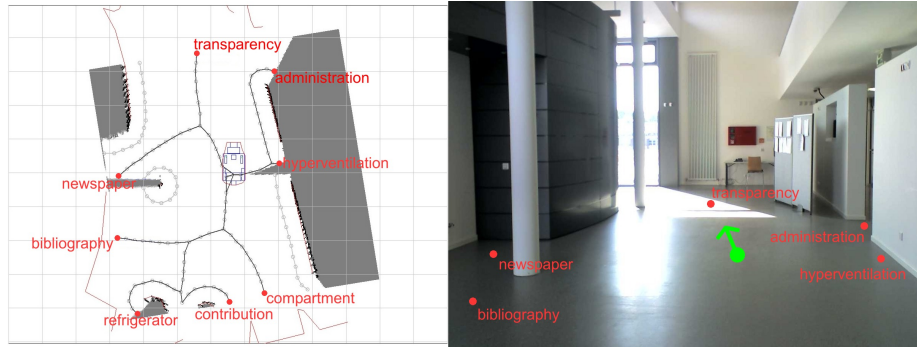 transparency
administration
hyperventilation
newspaper
bibliography
refrigerator
contribution
compartment
transparency
administration
newspaper
hyperventilation
bibliography